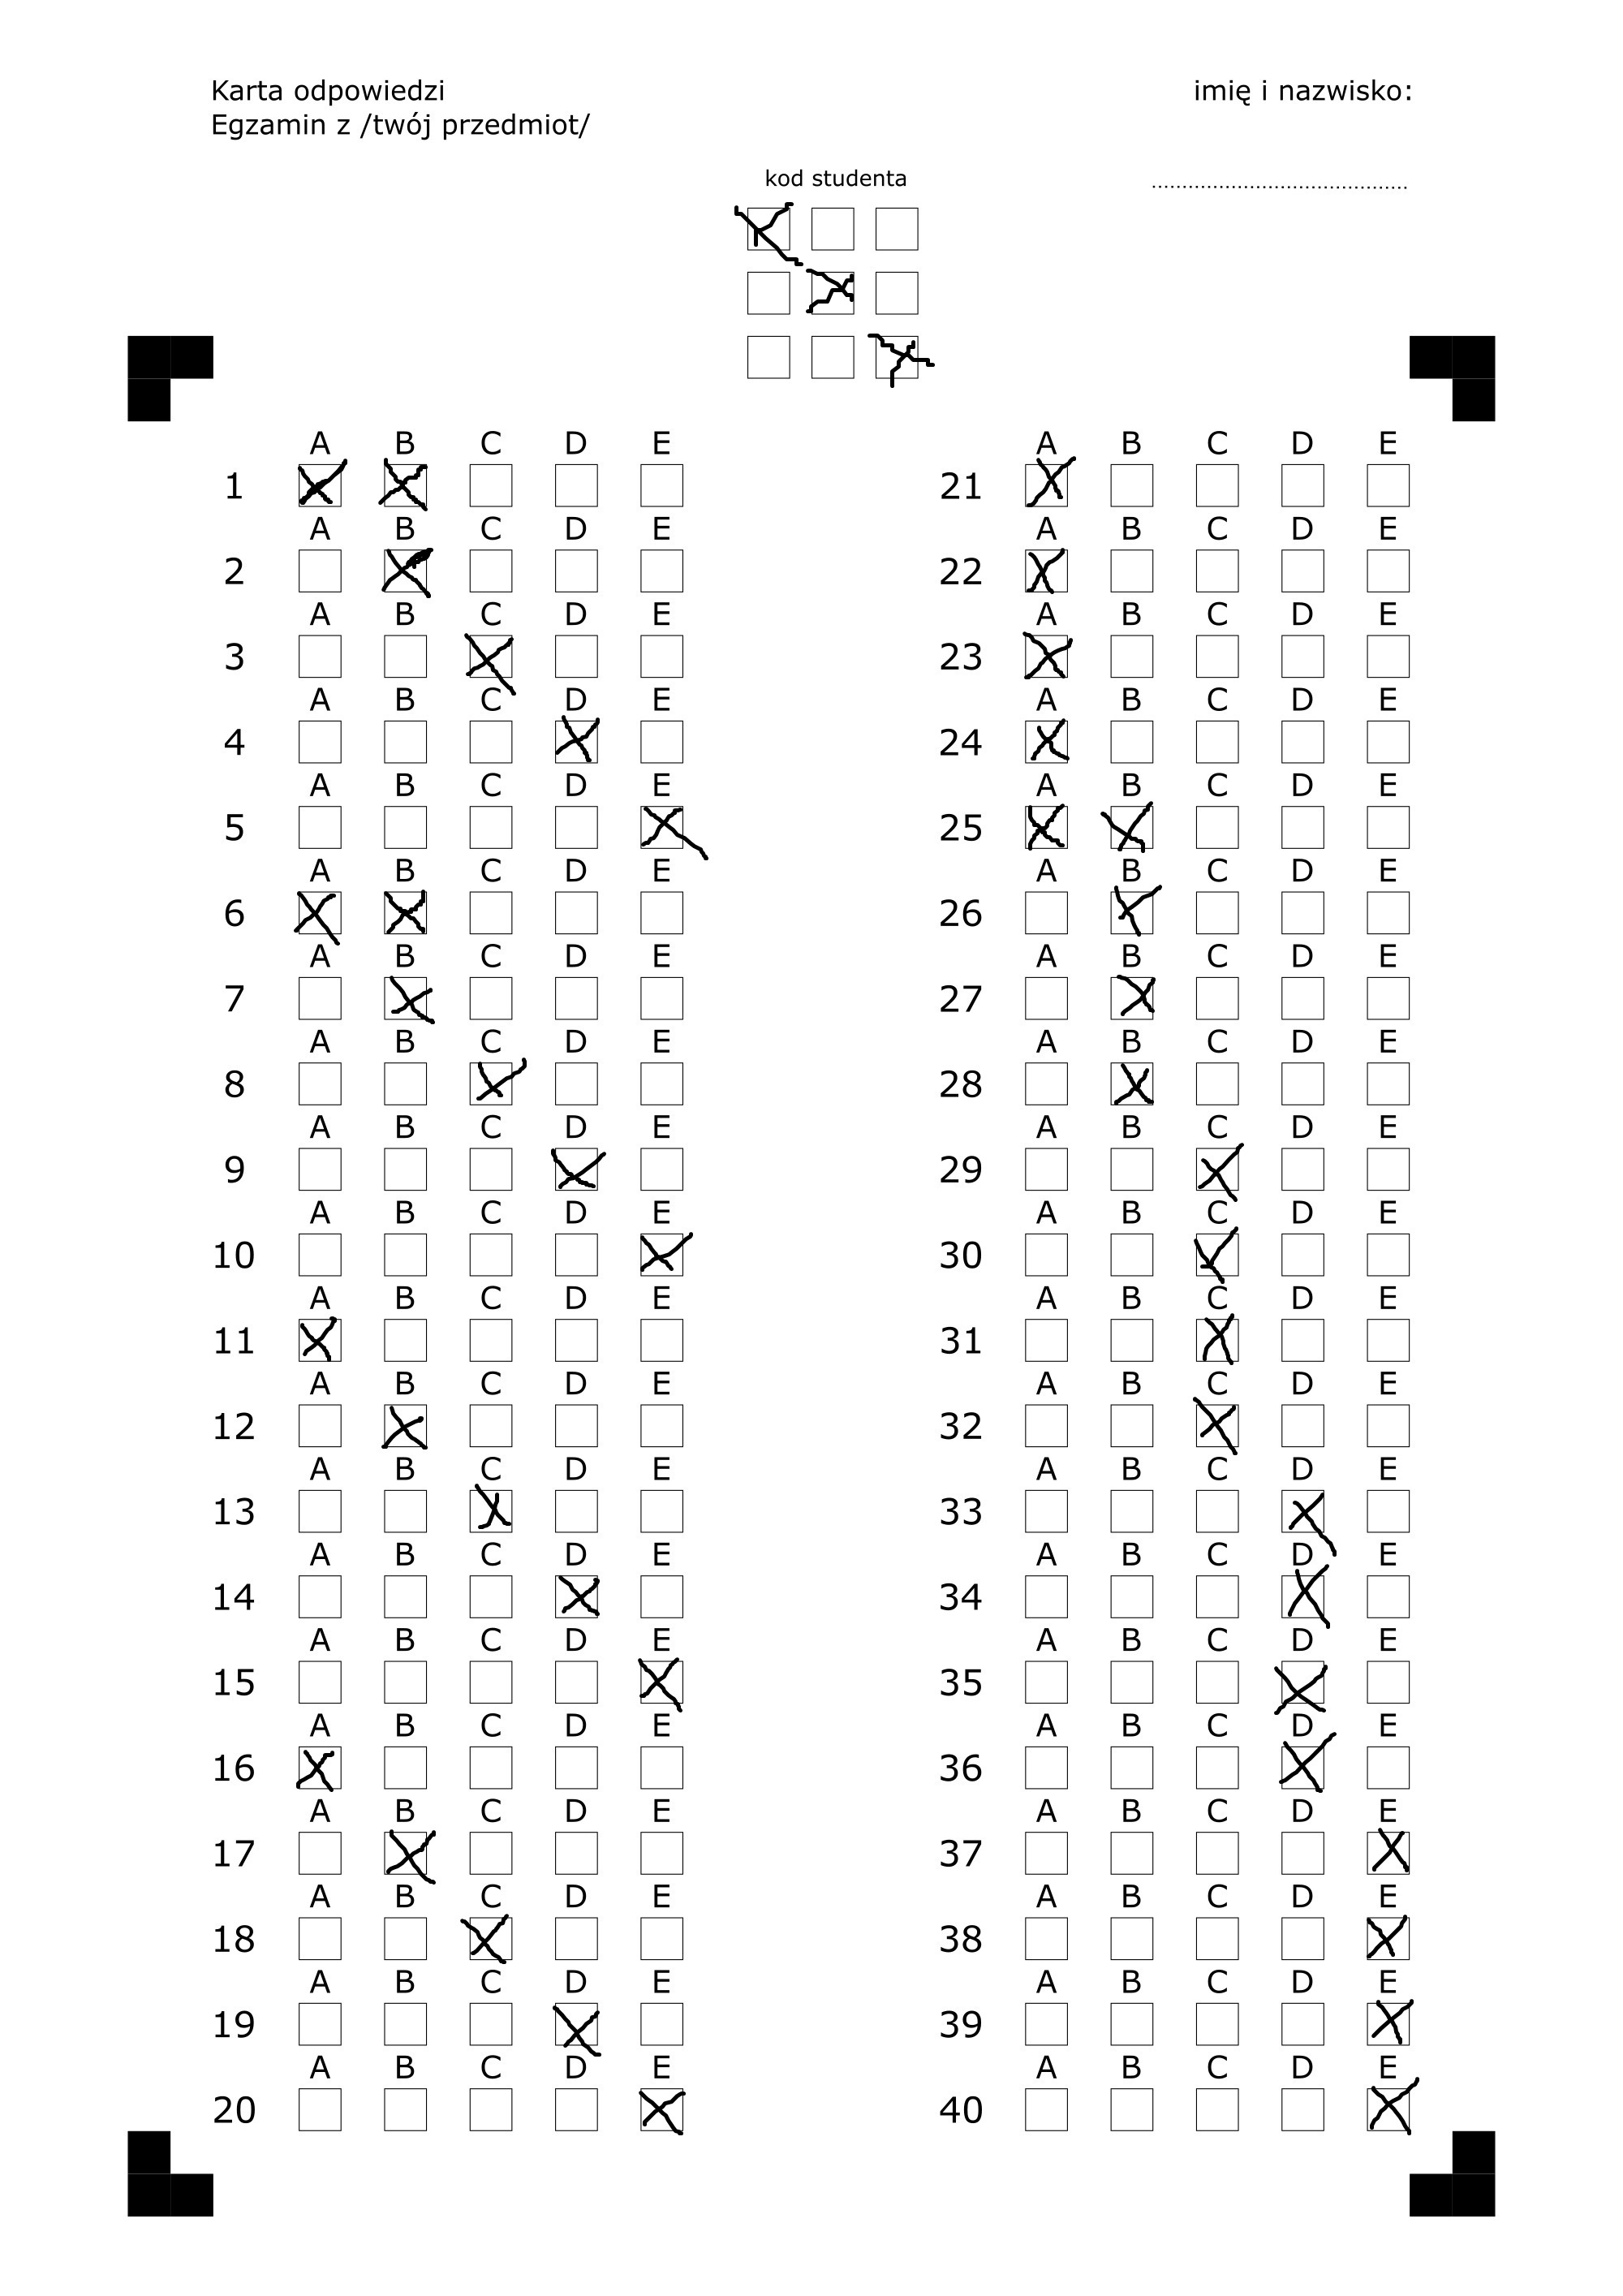 Karta odpowiedzi
imię i nazwisko:
Egzamin z /twój przedmiot/
kod studenta
A B C D E
1
A B C D E
2
A B C D E
3
A B C D E
4
A B C D E
5
A B C D E
6
A B C D E
7
A B C D E
8
A B C D E
9
A B C D E
10
A B C D E
11
A B C D E
12
A B C D E
13
A B C D E
14
A B C D E
15
A B C D E
16
A B C D E
17
A B C D E
18
A B C D E
19
A B C D E
20
A B C D E
21
A B C D E
22
A B C D E
23
A B C D E
24
A B C D E
25
A B C D E
26
A B C D E
27
A B C D E
28
A B C D E
29
A B C D E
30
A B C D E
31
A B C D E
32
A B C D E
33
A B C D E
34
A B C D E
35
A B C D E
36
A B C D E
37
A B C D E
38
A B C D E
39
A B C D E
40